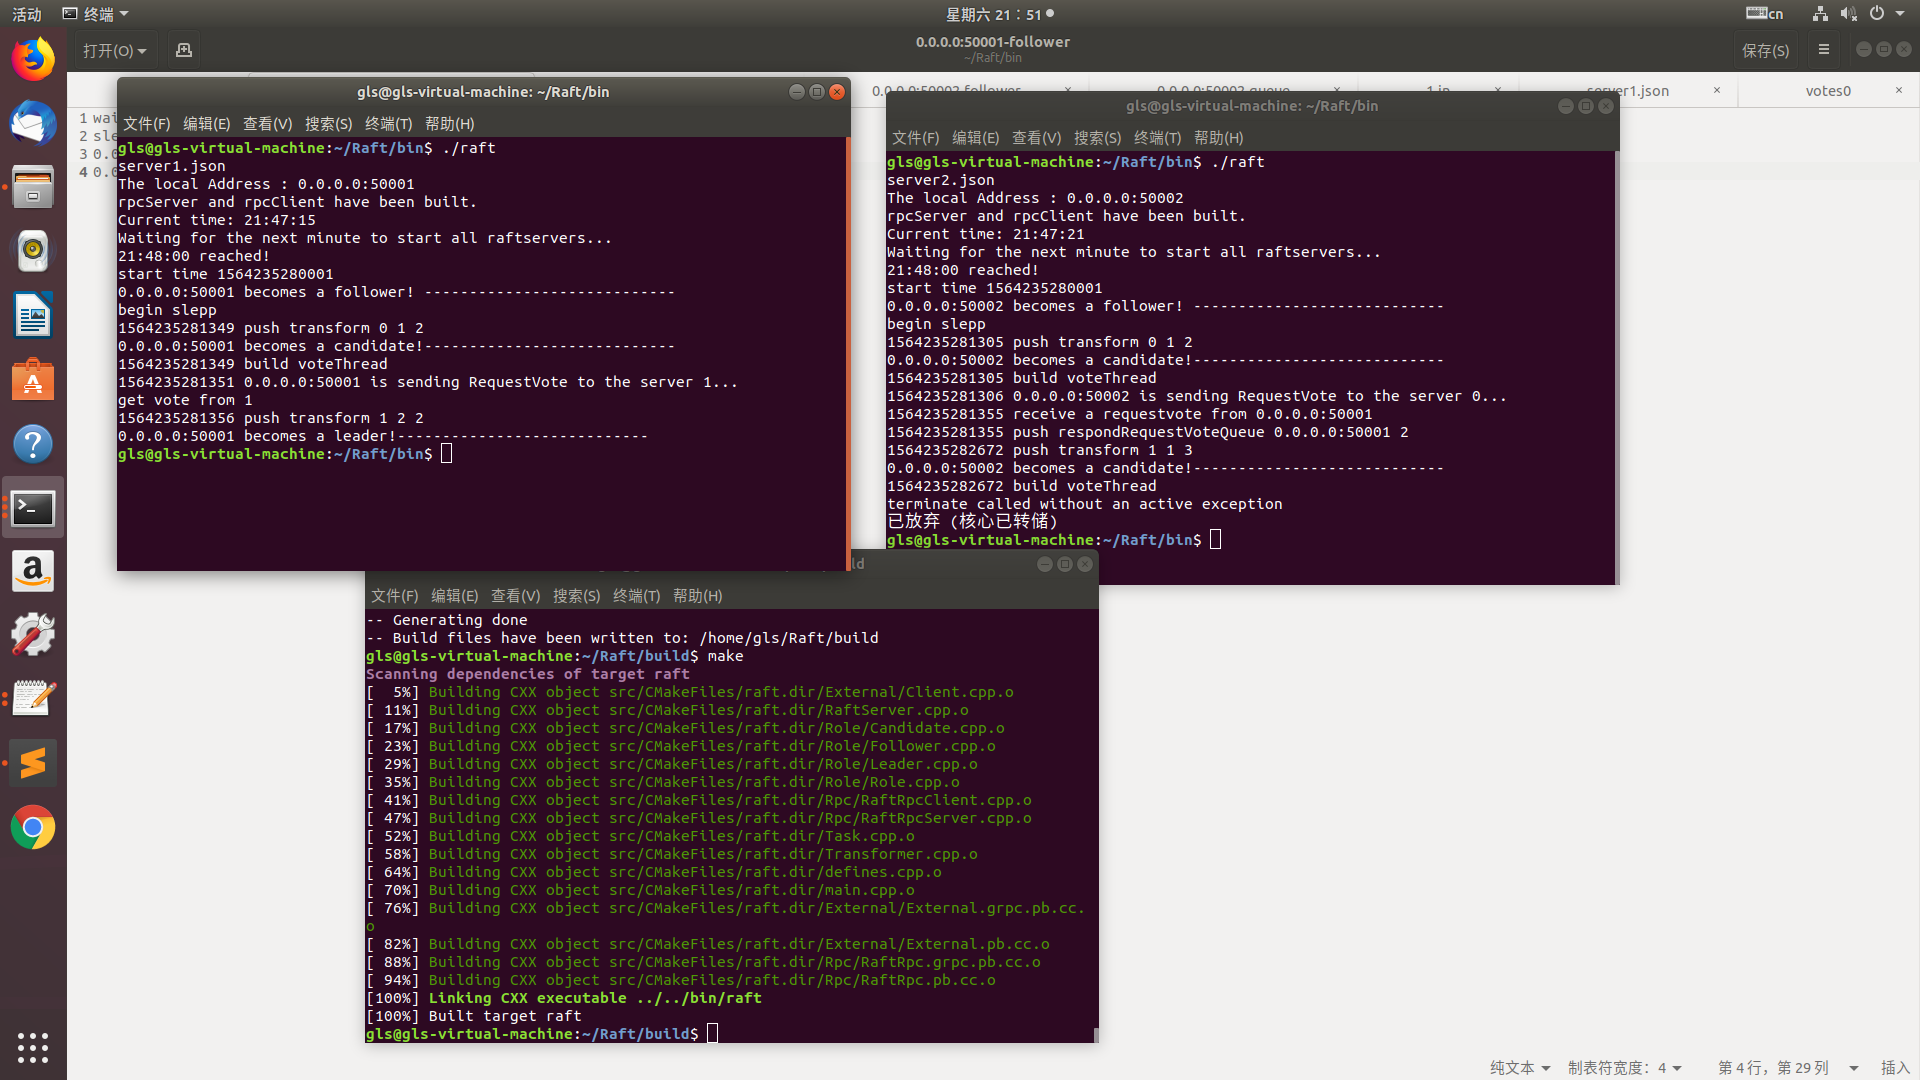 活动
终端
星期六 21：51
cn
打开(O)
0.0.0.0:50001-follower
~/Raft/bin
保存(S)
0.0.0.0:50002-follower
0.0.0.0:50002-queue
1.in
server1.json
votes0
1 wai
2 sle
3 0.0
4 0.0
gls@gls-virtual-machine: ~/Raft/bin
文件(F) 编辑(E) 查看(V) 搜索(S) 终端(T) 帮助(H)
gls@gls-virtual-machine:~/Raft/bin$ ./raft
server1.json
The local Address : 0.0.0.0:50001
rpcServer and rpcClient have been built.
Current time: 21:47:15
Waiting for the next minute to start all raftservers...
21:48:00 reached!
start time 1564235280001
0.0.0.0:50001 becomes a follower! ----------------------------
begin slepp
1564235281349 push transform 0 1 2
0.0.0.0:50001 becomes a candidate!----------------------------
1564235281349 build voteThread
1564235281351 0.0.0.0:50001 is sending RequestVote to the server 1...
get vote from 1
1564235281356 push transform 1 2 2
0.0.0.0:50001 becomes a leader!----------------------------
gls@gls-virtual-machine:~/Raft/bin$
gls@gls-virtual-machine: ~/Raft/bin
文件(F) 编辑(E) 查看(V) 搜索(S) 终端(T) 帮助(H)
gls@gls-virtual-machine:~/Raft/bin$ ./raft
server2.json
The local Address : 0.0.0.0:50002
rpcServer and rpcClient have been built.
Current time: 21:47:21
Waiting for the next minute to start all raftservers...
21:48:00 reached!
start time 1564235280001
0.0.0.0:50002 becomes a follower! ----------------------------
begin slepp
1564235281305 push transform 0 1 2
0.0.0.0:50002 becomes a candidate!----------------------------
1564235281305 build voteThread
1564235281306 0.0.0.0:50002 is sending RequestVote to the server 0...
1564235281355 receive a requestvote from 0.0.0.0:50001
1564235281355 push respondRequestVoteQueue 0.0.0.0:50001 2
1564235282672 push transform 1 1 3
0.0.0.0:50002 becomes a candidate!----------------------------
1564235282672 build voteThread
terminate called without an active exception
已放弃 (核心已转储)
gls@gls-virtual-machine:~/Raft/bin$
ld
文件(F) 编辑(E) 查看(V) 搜索(S) 终端(T) 帮助(H)
-- Generating done
-- Build files have been written to: /home/gls/Raft/build
gls@gls-virtual-machine:~/Raft/build$ make
Scanning dependencies of target raft
[  5%] Building CXX object src/CMakeFiles/raft.dir/External/Client.cpp.o
[ 11%] Building CXX object src/CMakeFiles/raft.dir/RaftServer.cpp.o
[ 17%] Building CXX object src/CMakeFiles/raft.dir/Role/Candidate.cpp.o
[ 23%] Building CXX object src/CMakeFiles/raft.dir/Role/Follower.cpp.o
[ 29%] Building CXX object src/CMakeFiles/raft.dir/Role/Leader.cpp.o
[ 35%] Building CXX object src/CMakeFiles/raft.dir/Role/Role.cpp.o
[ 41%] Building CXX object src/CMakeFiles/raft.dir/Rpc/RaftRpcClient.cpp.o
[ 47%] Building CXX object src/CMakeFiles/raft.dir/Rpc/RaftRpcServer.cpp.o
[ 52%] Building CXX object src/CMakeFiles/raft.dir/Task.cpp.o
[ 58%] Building CXX object src/CMakeFiles/raft.dir/Transformer.cpp.o
[ 64%] Building CXX object src/CMakeFiles/raft.dir/defines.cpp.o
[ 70%] Building CXX object src/CMakeFiles/raft.dir/main.cpp.o
[ 76%] Building CXX object src/CMakeFiles/raft.dir/External/External.grpc.pb.cc.
o
[ 82%] Building CXX object src/CMakeFiles/raft.dir/External/External.pb.cc.o
[ 88%] Building CXX object src/CMakeFiles/raft.dir/Rpc/RaftRpc.grpc.pb.cc.o
[ 94%] Building CXX object src/CMakeFiles/raft.dir/Rpc/RaftRpc.pb.cc.o
[100%] Linking CXX executable ../../bin/raft
[100%] Built target raft
gls@gls-virtual-machine:~/Raft/build$
纯文本 制表符宽度：4 第 4 行，第 29 列 插入